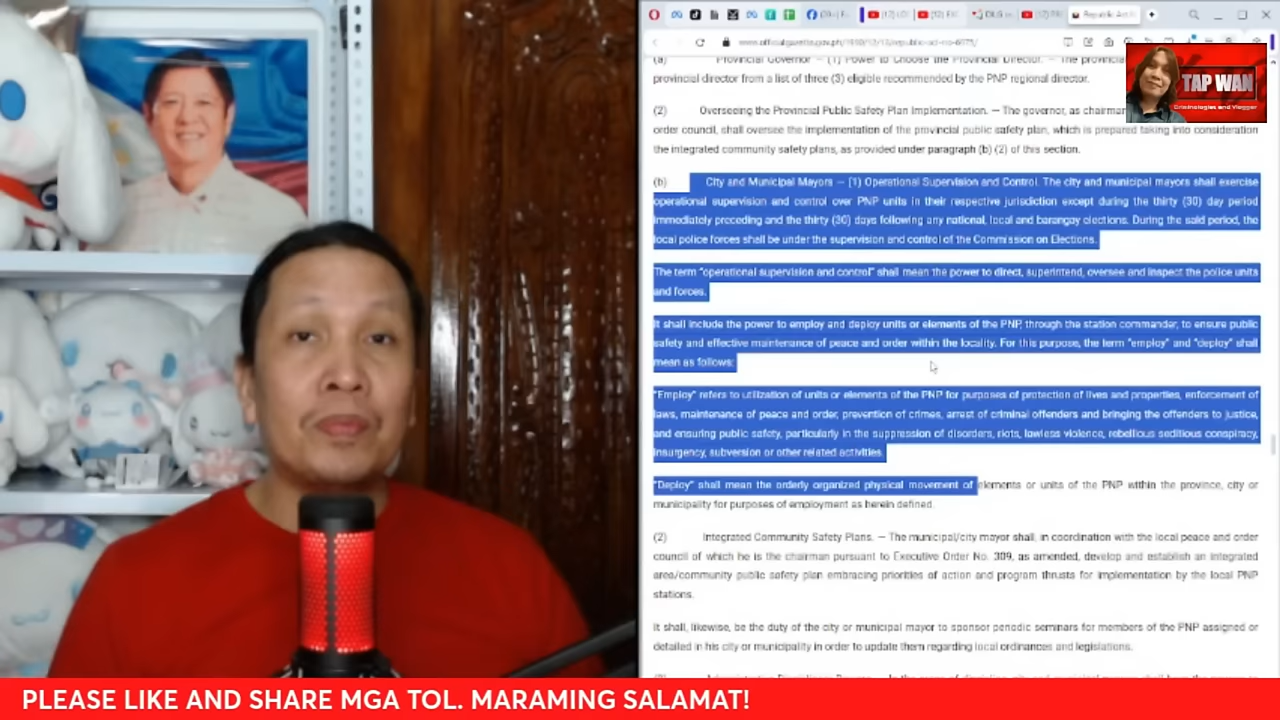 www.officialgazette.gov.ph/1990/12/13/republic-act-no-6975/
TAP WAN
Criminologist and Vlogger
(a) Provincial Governor — (1) Power to Choose the Provincial Director. — The
provincial director from a list of three (3) eligible recommended by the PNP regional director.
(2) Overseeing the Provincial Public Safety Plan Implementation. — The governor, as chairman
order council, shall oversee the implementation of the provincial public safety plan, which is prepared taking into consideration
the integrated community safety plans, as provided under paragraph (b) (2) of this section.
(b) City and Municipal Mayors — (1) Operational Supervision and Control. The city and municipal mayors shall exercise
operational supervision and control over PNP units in their respective jurisdiction except during the thirty (30) day period
immediately preceding and the thirty (30) days following any national, local and barangay elections. During the said period, the
local police forces shall be under the supervision and control of the Commission on Elections.
The term "operational supervision and control" shall mean the power to direct, superintend, oversee and inspect the police units
and forces.
It shall include the power to employ and deploy units or elements of the PNP, through the station commander, to ensure public
safety and effective maintenance of peace and order within the locality. For this purpose, the term "employ" and "deploy" shall
mean as follows:
"Employ" refers to utilization of units or elements of the PNP for purposes of protection of lives and properties, enforcement of
laws, maintenance of peace and order, prevention of crimes, arrest of criminal offenders and bringing the offenders to justice,
and ensuring public safety, particularly in the suppression of disorders, riots, lawless violence, rebellious seditious conspiracy,
insurgency, subversion or other related activities.
"Deploy" shall mean the orderly organized physical movement of elements or units of the PNP within the province, city or
municipality for purposes of employment as herein defined.
(2) Integrated Community Safety Plans. — The municipal/city mayor shall, in coordination with the local peace and order
council of which he is the chairman pursuant to Executive Order No. 309, as amended, develop and establish an integrated
area/community public safety plan embracing priorities of action and program thrusts for implementation by the local PNP
stations.
It shall, likewise, be the duty of the city or municipal mayor to sponsor periodic seminars for members of the PNP assigned or
detailed in his city or municipality in order to update them regarding local ordinances and legislations.
PLEASE LIKE AND SHARE MGA TOL. MARAMING SALAMAT!